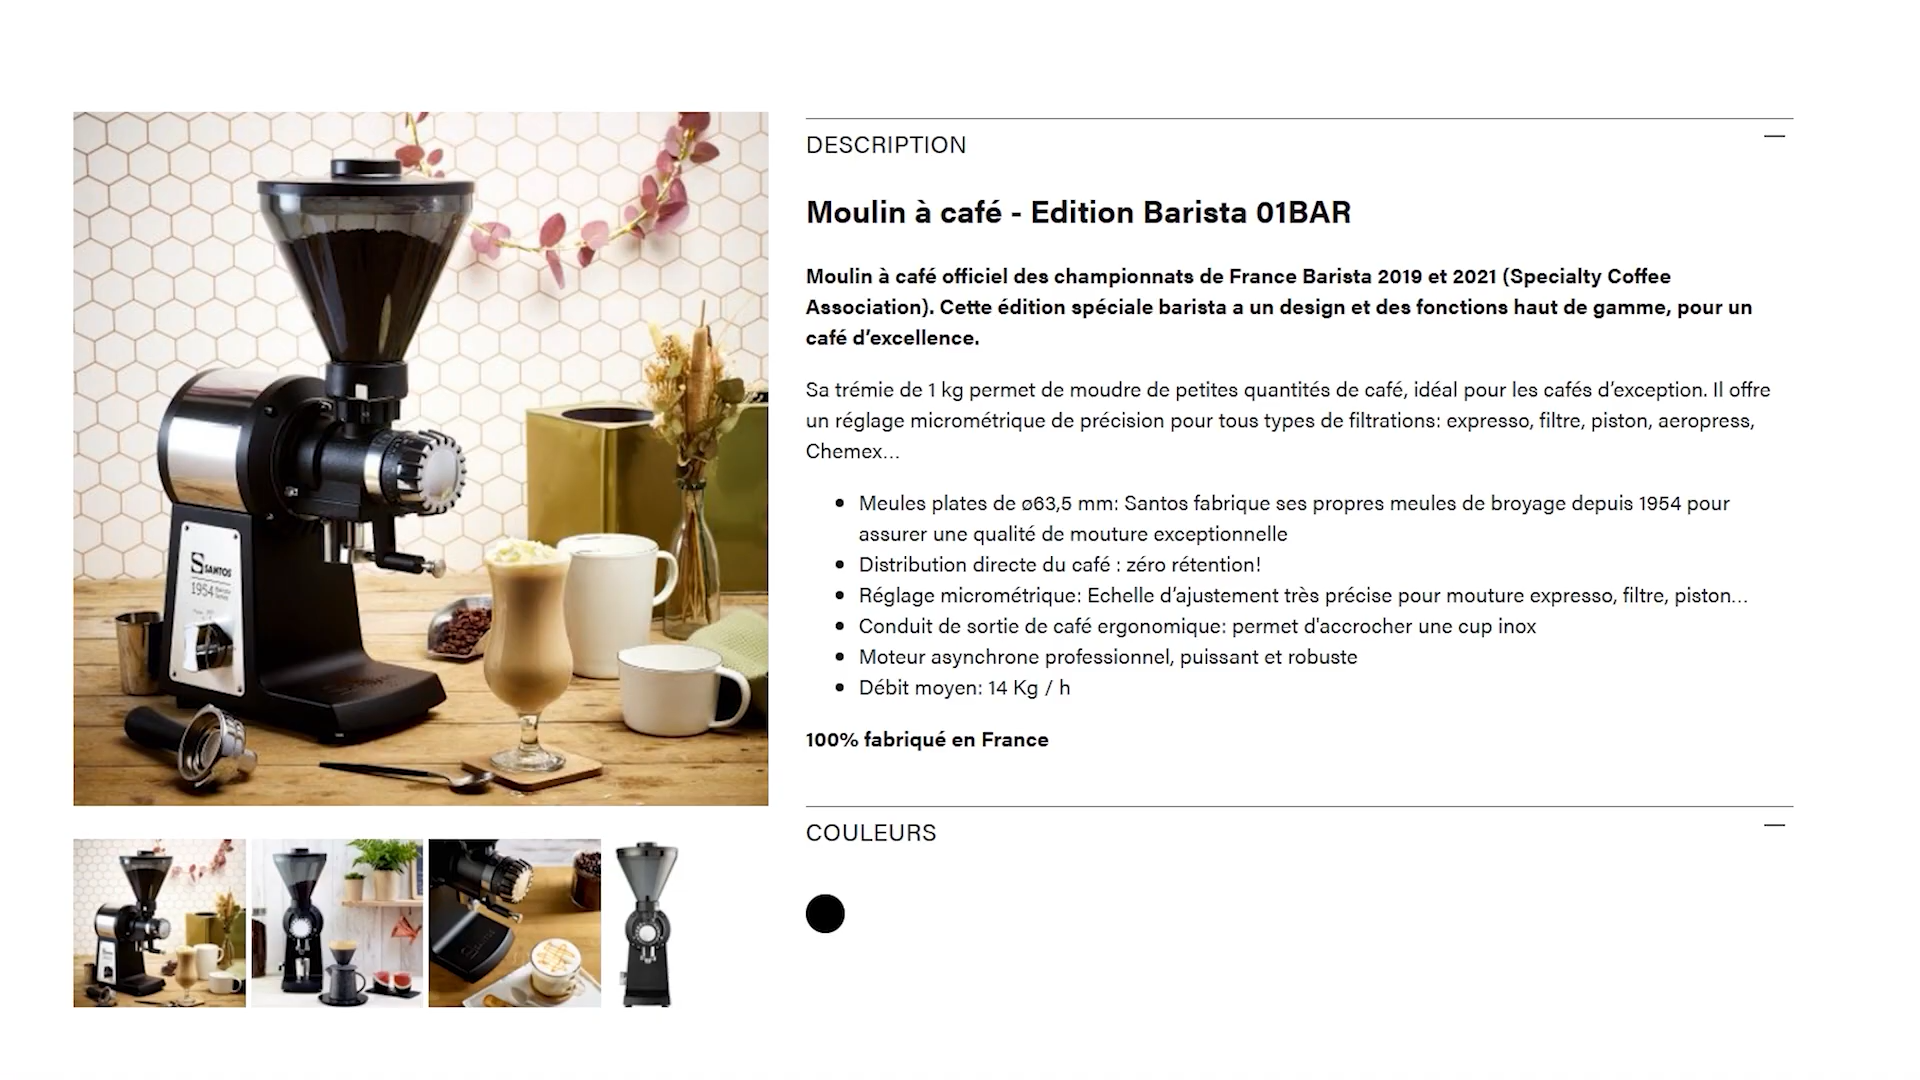 SANTOS
1954
DESCRIPTION
Moulin à café - Edition Barista 01BAR
Moulin à café officiel des championnats de France Barista 2019 et 2021 (Specialty Coffee
Association). Cette édition spéciale barista a un design et des fonctions haut de gamme, pour un
café d’excellence.
Sa trémie de 1 kg permet de moudre de petites quantités de café, idéal pour les cafés d’exception. Il offre
un réglage micrométrique de précision pour tous types de filtrations: expresso, filtre, piston, aeropress,
Chemex…
Meules plates de ø63,5 mm: Santos fabrique ses propres meules de broyage depuis 1954 pour
assurer une qualité de mouture exceptionnelle
Distribution directe du café : zéro rétention!
Réglage micrométrique: Echelle d’ajustement très précise pour mouture expresso, filtre, piston…
Conduit de sortie de café ergonomique: permet d'accrocher une cup inox
Moteur asynchrone professionnel, puissant et robuste
Débit moyen: 14 Kg / h
100% fabriqué en France
COULEURS